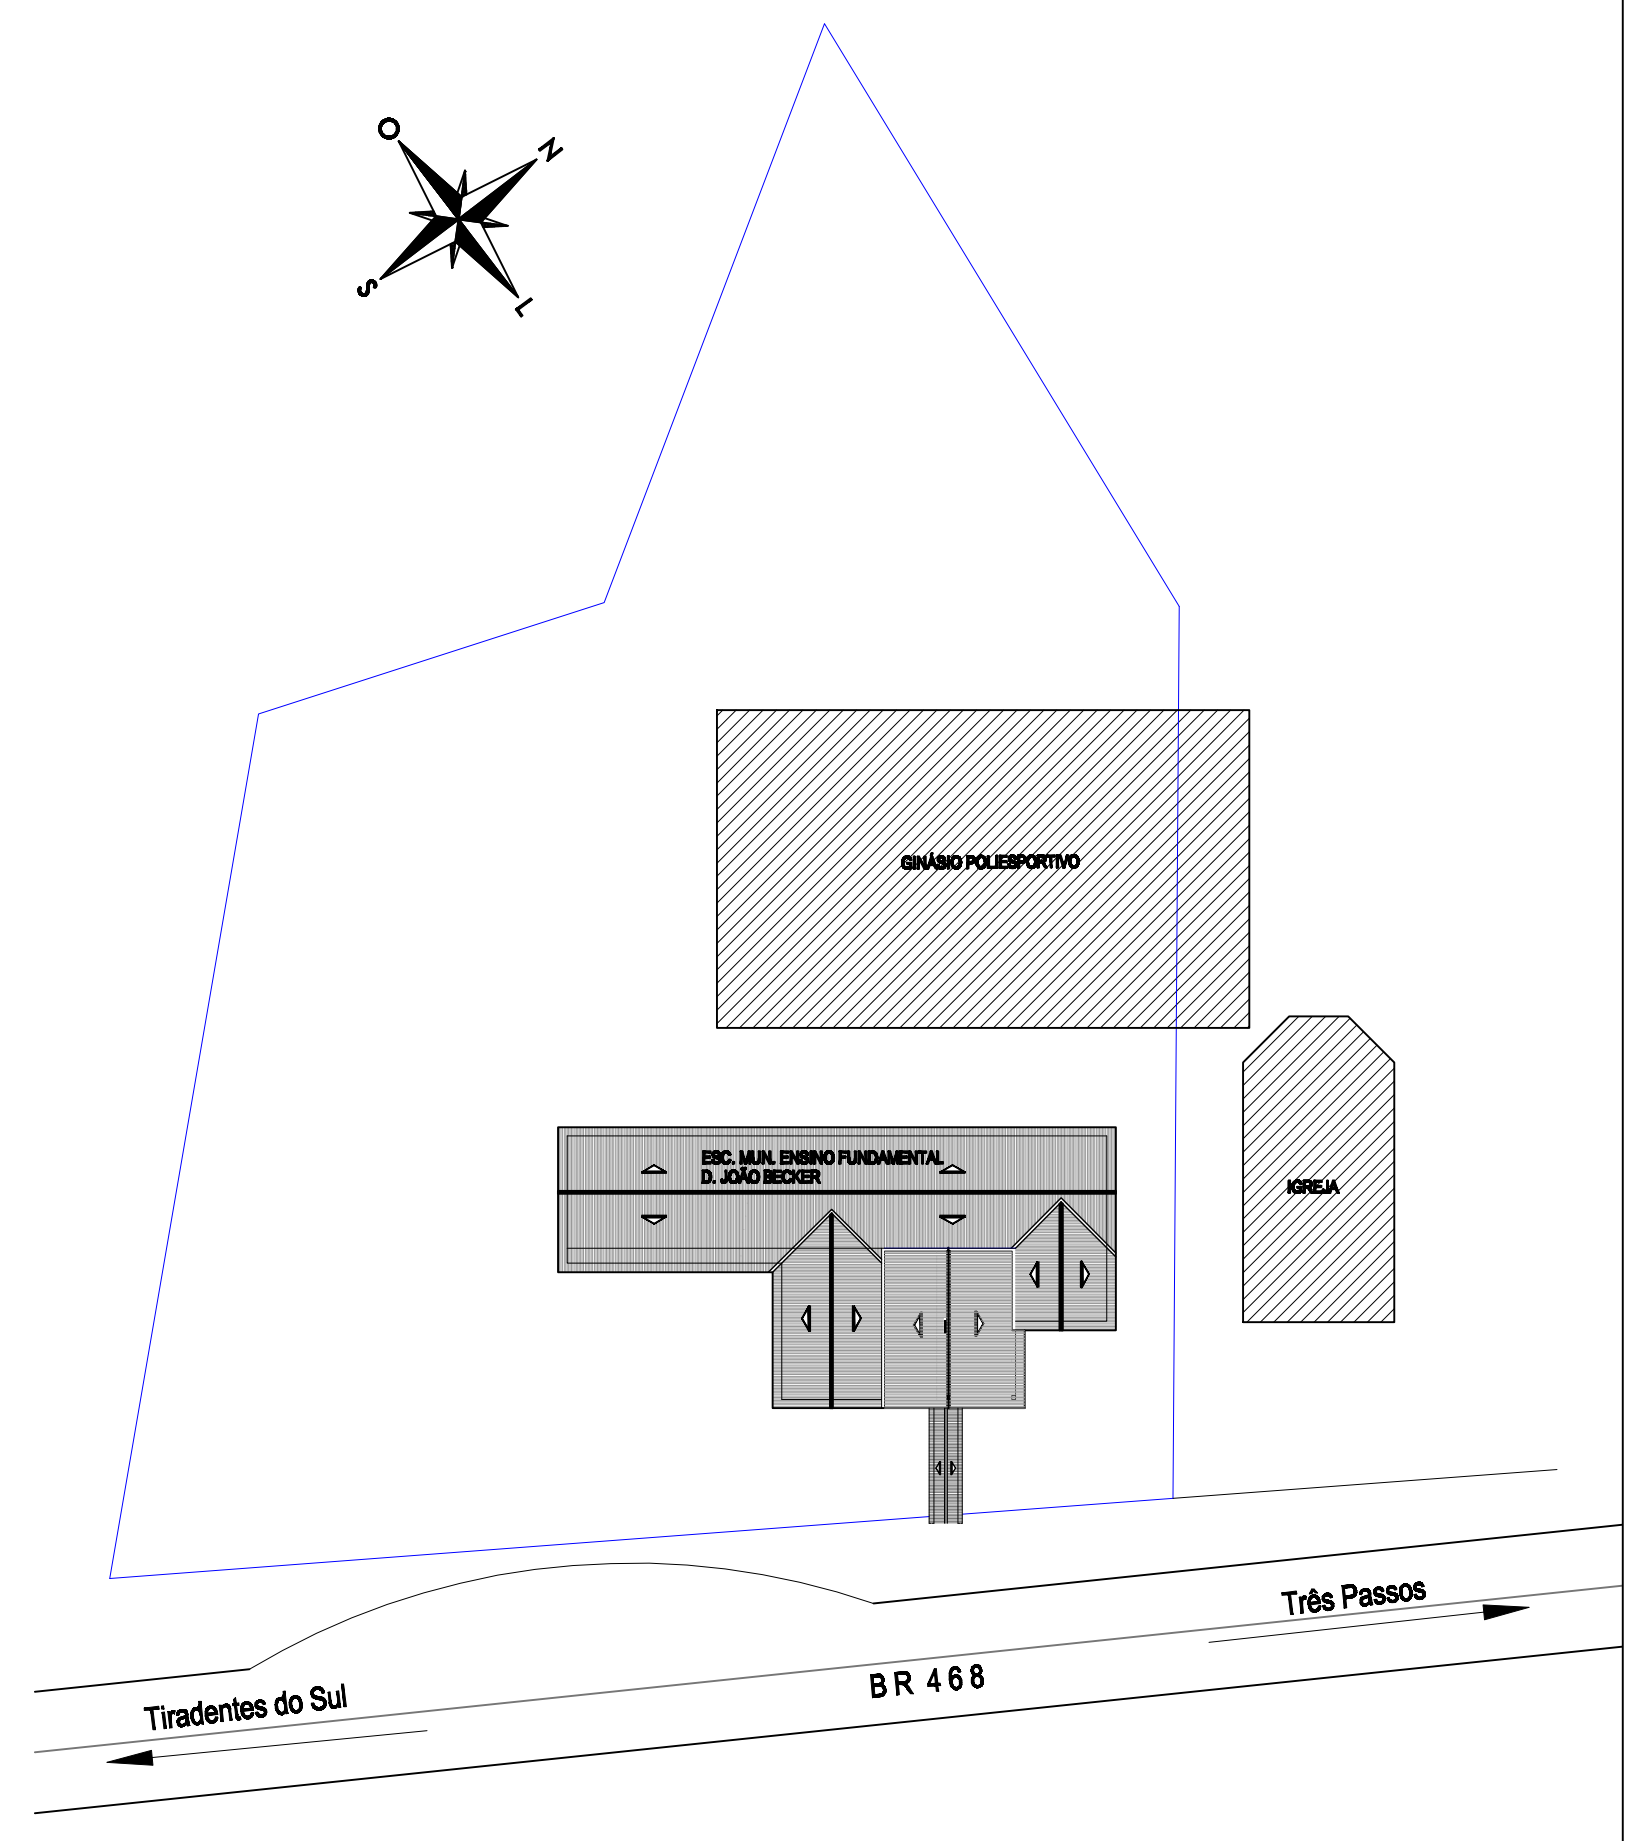 O
N
S
L
GINÁSIO POLIESPORTIVO
ESC. MUN. ENSINO FUNDAMENTAL
D. JOÃO BECKER
IGREJA
Três Passos
BR 468
Tiradentes do Sul